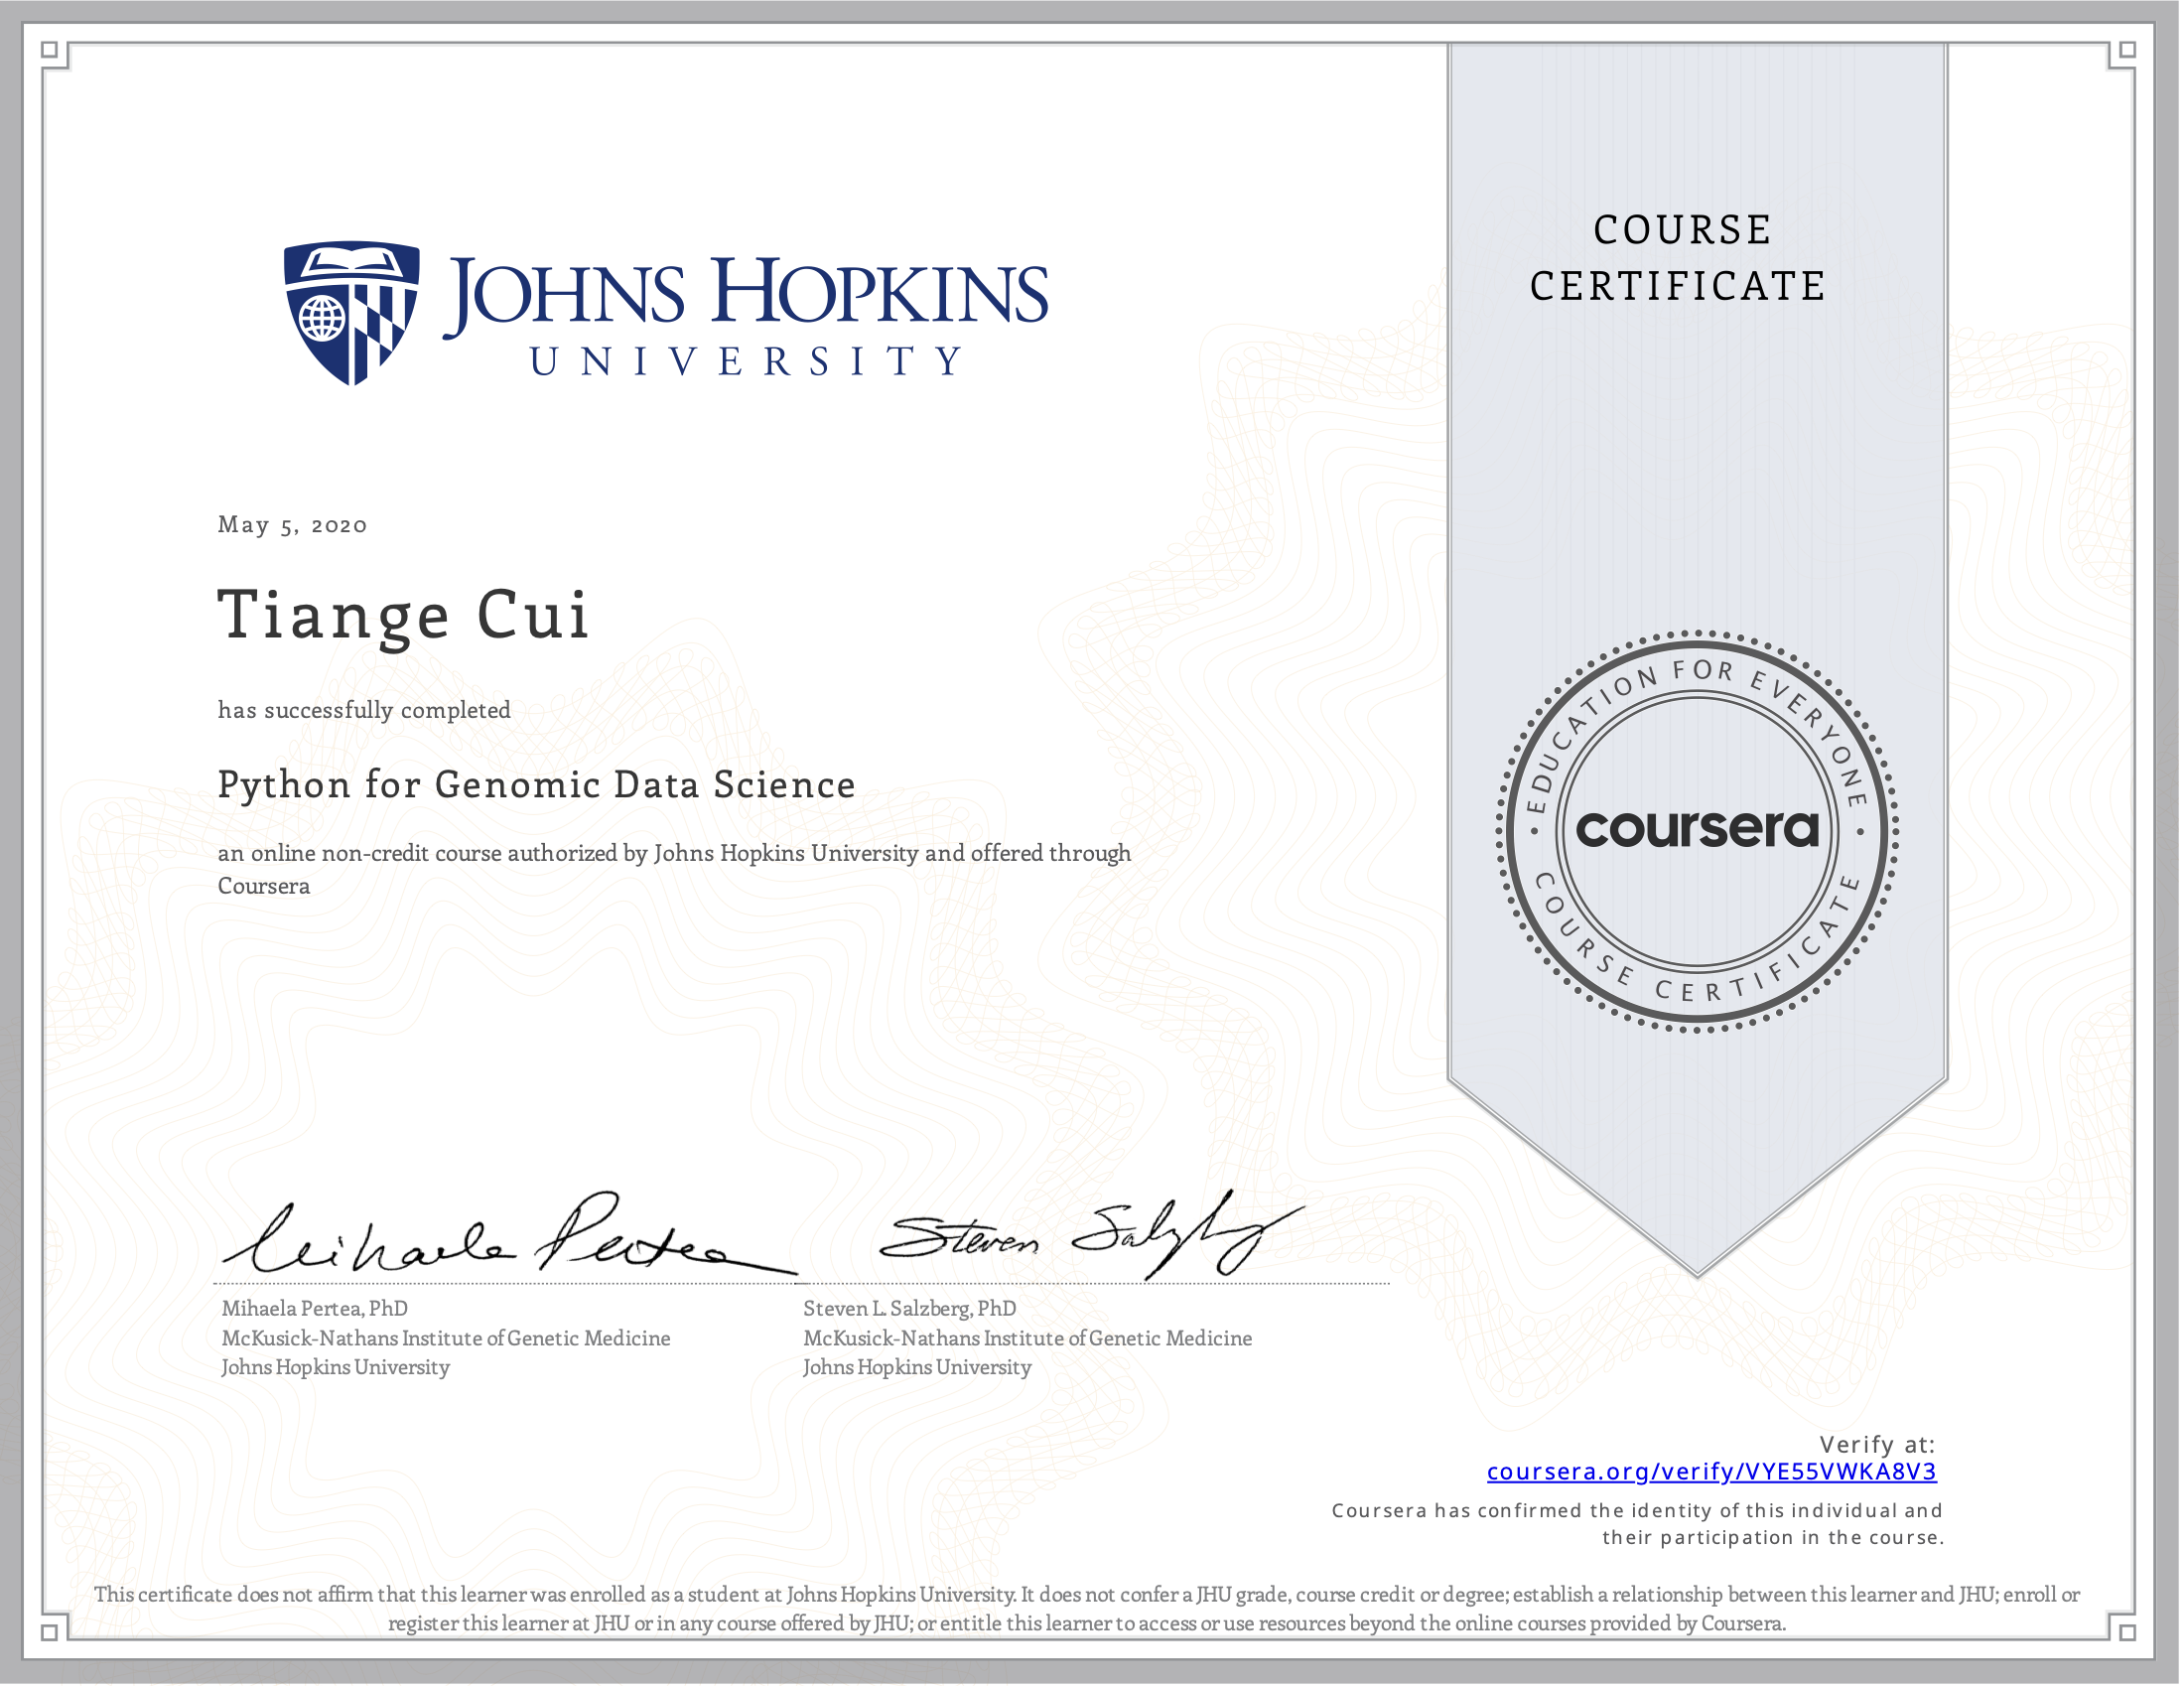 JOHNS HOPKINS
UNIVERSITY
COURSE
CERTIFICATE
May 5, 2020
Tiange Cui
has successfully completed
Python for Genomic Data Science
an online non-credit course authorized by Johns Hopkins University and offered through
Coursera
EDUCATION FOR EVERYONE
coursera
COURSE CERTIFICATE
Mihaela Pertea
Steven Salzberg
Mihaela Pertea, PhD
McKusick-Nathans Institute of Genetic Medicine
Johns Hopkins University
Steven L. Salzberg, PhD
McKusick-Nathans Institute of Genetic Medicine
Johns Hopkins University
Verify at:
coursera.org/verify/VYE55VWKA8V3
Coursera has confirmed the identity of this individual and
their participation in the course.
This certificate does not affirm that this learner was enrolled as a student at Johns Hopkins University. It does not confer a JHU grade, course credit or degree; establish a relationship between this learner and JHU; enroll or
register this learner at JHU or in any course offered by JHU; or entitle this learner to access or use resources beyond the online courses provided by Coursera.